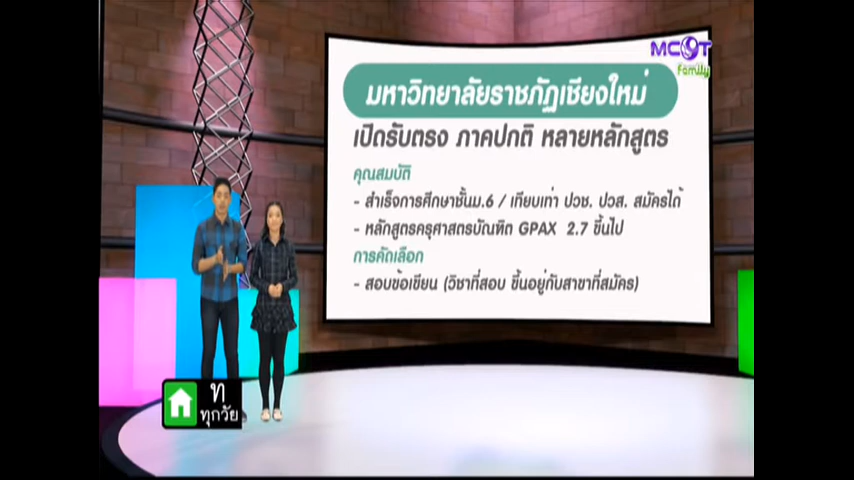 MCOT
family
มหาวิทยาลัยราชภัฏเชียงใหม่
เปิดรับตรง ภาคปกติ หลายหลักสูตร
คุณสมบัติ
- สำเร็จการศึกษาชั้นม.6 / เทียบเท่า ปวช. ปวส. สมัครได้
- หลักสูตรครุศาสตรบัณฑิต GPAX 2.7 ขึ้นไป
การคัดเลือก
- สอบข้อเขียน (วิชาที่สอบ ขึ้นอยู่กับสาขาที่สมัคร)
ท
ทุกวัย